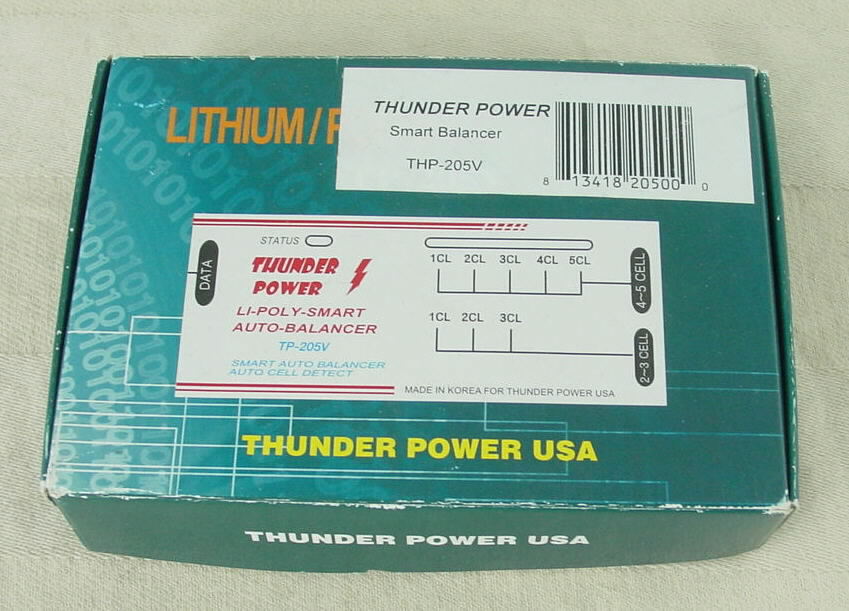 LITHIUM/P
THUNDER POWER
Smart Balancer
THP-205V
8 13418 20500 0
STATUS
DATA
THUNDER
POWER
LI-POLY-SMART
AUTO-BALANCER
TP-205V
SMART AUTO BALANCER
AUTO CELL DETECT
1CL 2CL 3CL 4CL 5CL
4~5 CELL
1CL 2CL 3CL
2~3 CELL
MADE IN KOREA FOR THUNDER POWER USA
THUNDER POWER USA
THUNDER POWER USA